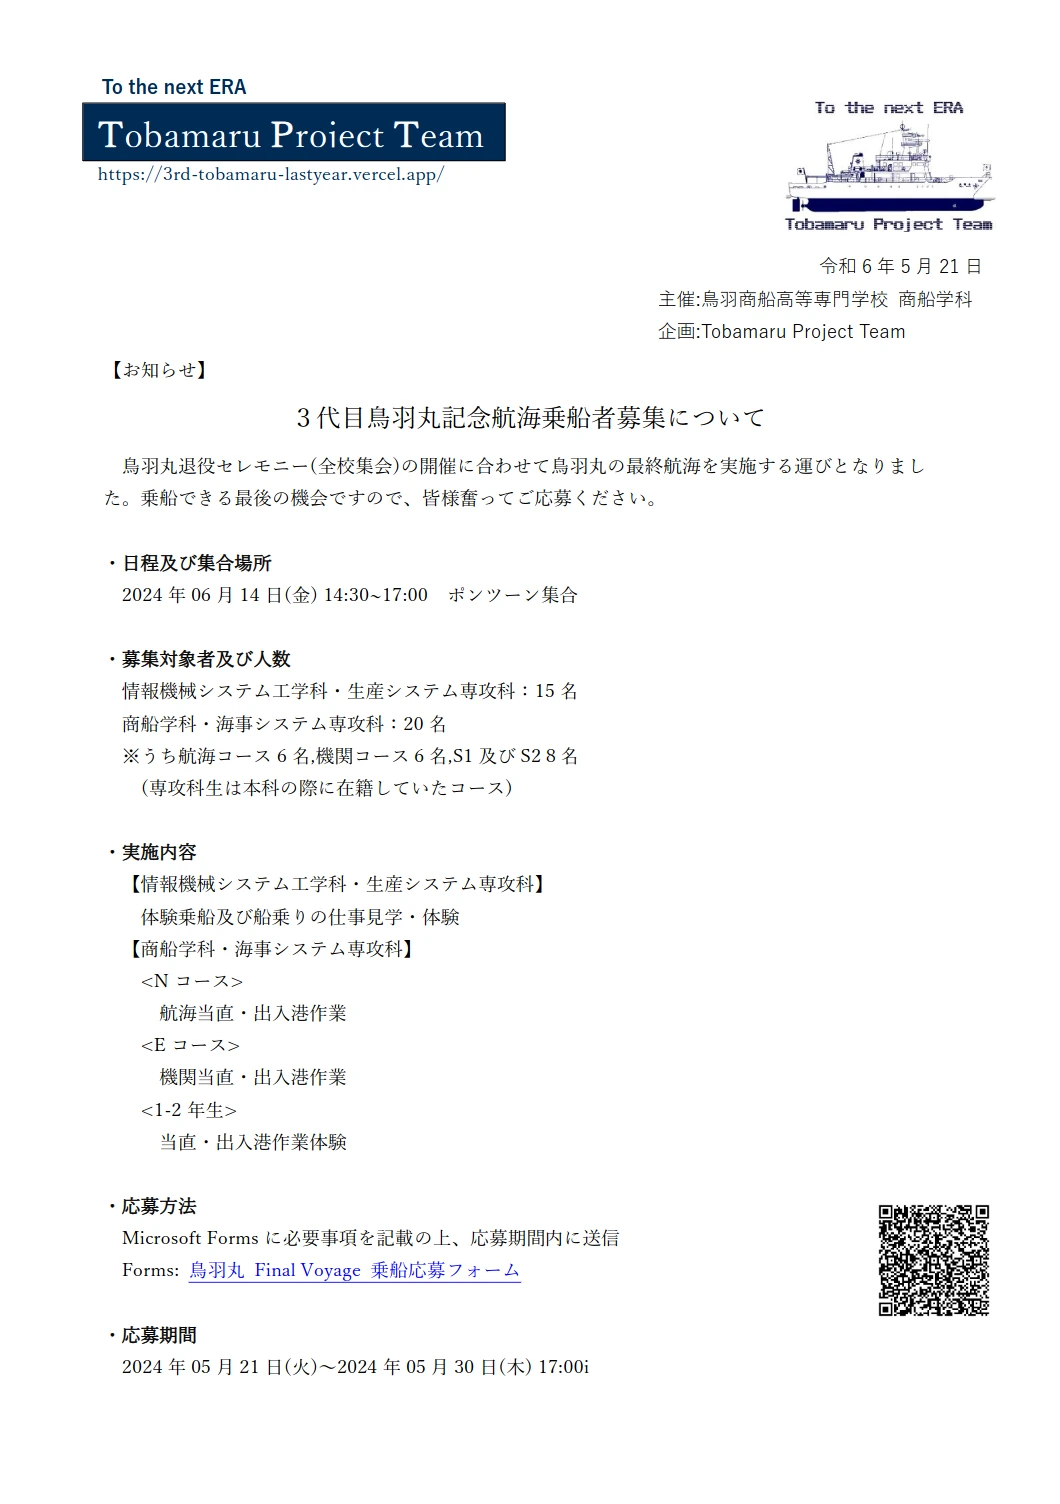 To the next ERA
Tobamaru Project Team
https://3rd-tobamaru-lastyear.vercel.app/
To the next ERA
Tobamaru Project Team
令和 6 年 5 月 21 日
主催:鳥羽商船高等専門学校 商船学科
企画:Tobamaru Project Team
【お知らせ】
３代目鳥羽丸記念航海乗船者募集について
鳥羽丸退役セレモニー(全校集会)の開催に合わせて鳥羽丸の最終航海を実施する運びとなりまし
た。乗船できる最後の機会ですので、皆様奮ってご応募ください。
・日程及び集合場所
2024 年 06 月 14 日(金) 14:30~17:00　ポンツーン集合
・募集対象者及び人数
情報機械システム工学科・生産システム専攻科：15 名
商船学科・海事システム専攻科：20 名
※うち航海コース 6 名,機関コース 6 名,S1 及び S2 8 名
(専攻科生は本科の際に在籍していたコース)
・実施内容
【情報機械システム工学科・生産システム専攻科】
体験乗船及び船乗りの仕事見学・体験
【商船学科・海事システム専攻科】
<N コース>
航海当直・出入港作業
<E コース>
機関当直・出入港作業
<1-2 年生>
当直・出入港作業体験
・応募方法
Microsoft Forms に必要事項を記載の上、応募期間内に送信
Forms: 鳥羽丸 Final Voyage 乗船応募フォーム
・応募期間
2024 年 05 月 21 日(火)～2024 年 05 月 30 日(木) 17:00i